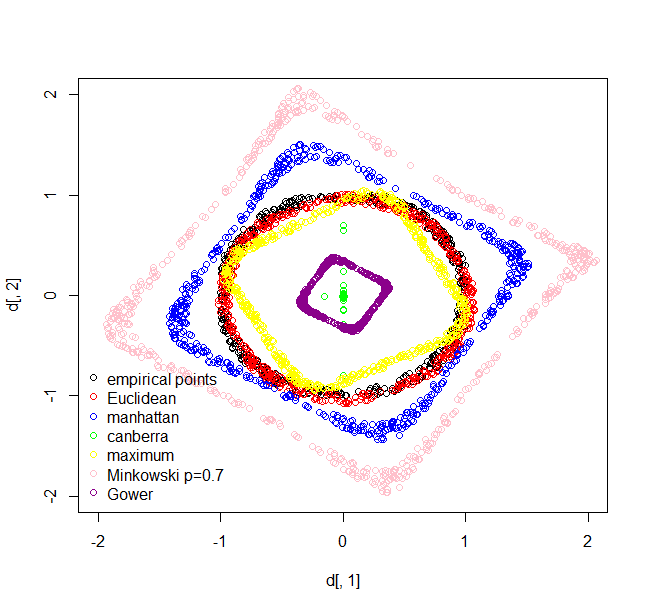 2
1
0
-1
-2
d[, 2]
empirical points
Euclidean
manhattan
canberra
maximum
Minkowski p=0.7
Gower
-2 -1 0 1 2
d[, 1]